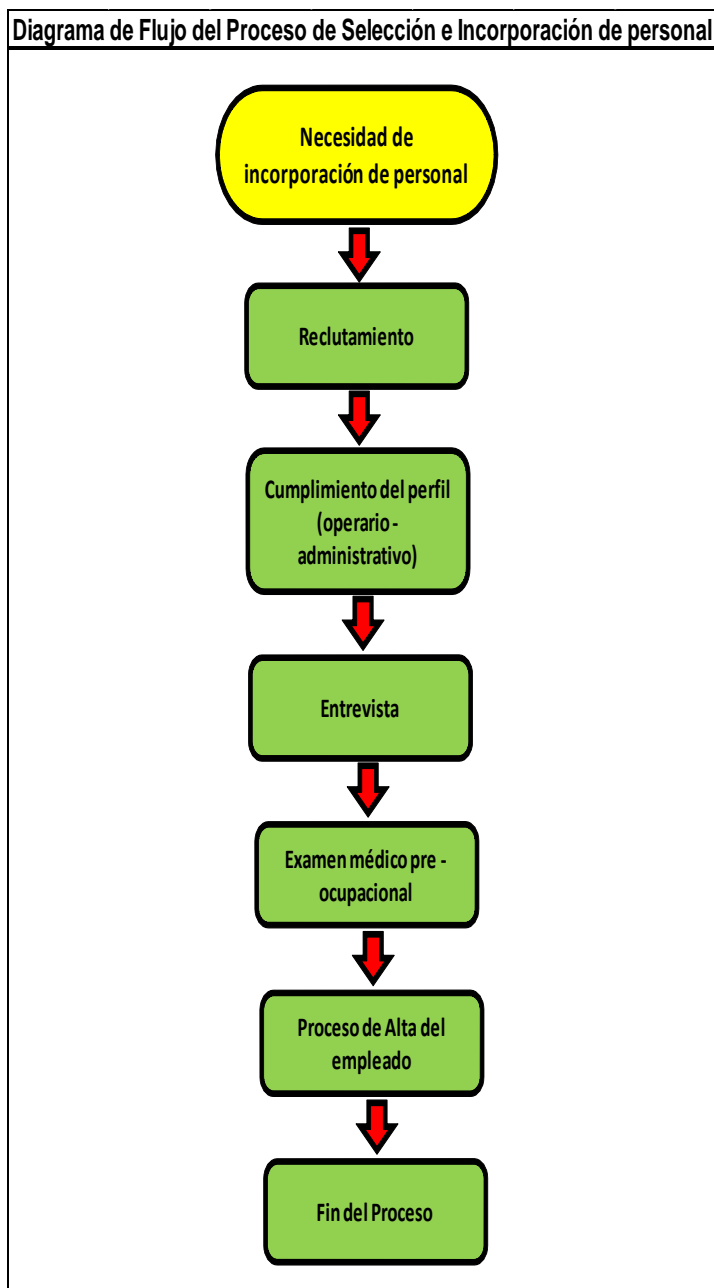 Diagrama de Flujo del Proceso de Selección e Incorporación de personal
Necesidad de
incorporación de personal
Reclutamiento
Cumplimiento del perfil
(operario -
administrativo)
Entrevista
Examen médico pre -
ocupacional
Proceso de Alta del
empleado
Fin del Proceso